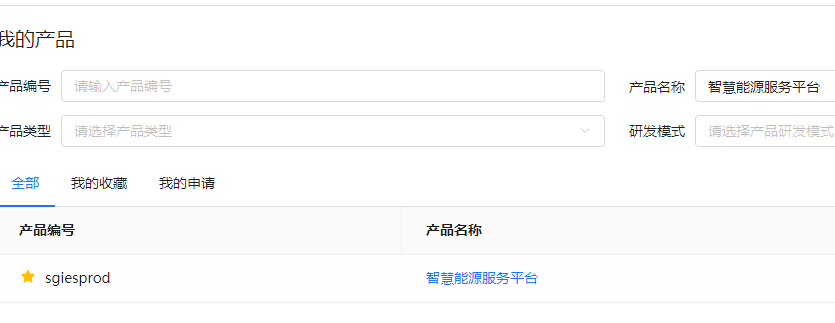 我的产品
产品编号 请输入产品编号 产品名称 智慧能源服务平台
产品类型 请选择产品类型 研发模式 请选择产品研发模式
全部 我的收藏 我的申请
产品编号 产品名称
sgiesprod 智慧能源服务平台